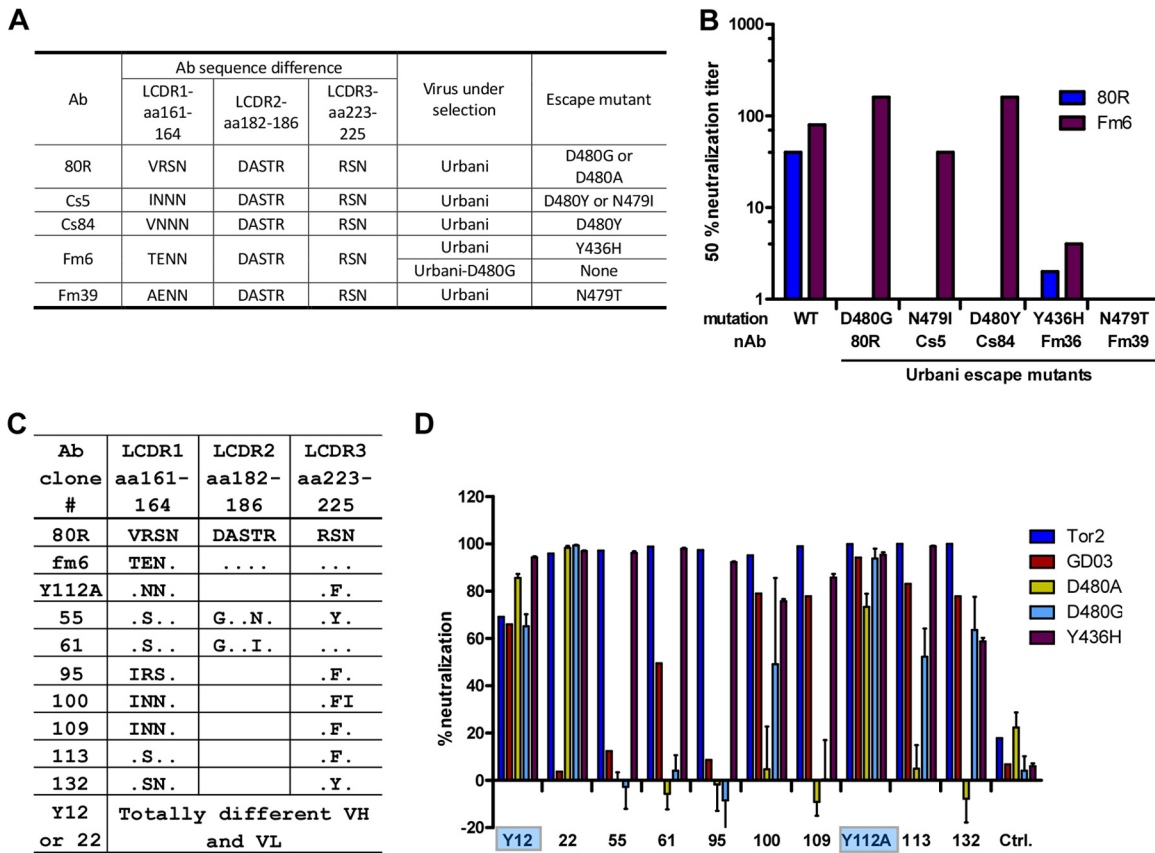 A
Ab
Ab sequence difference
LCDR1-
aa161-
164
LCDR2-
aa182-186
LCDR3-
aa223-
225
Virus under
selection
Escape mutant
80R VRSN DASTR RSN Urbani D480G or
D480A
Cs5 INNN DASTR RSN Urbani D480Y or N479I
Cs84 VNNN DASTR RSN Urbani D480Y
Fm6 TENN DASTR RSN Urbani Y436H
Urbani-D480G None
Fm39 AENN DASTR RSN Urbani N479T
B
50 % neutralization titer
1000
100
10
1
80R
Fm6
mutation WT D480G N479I D480Y Y436H N479T
nAb 80R Cs5 Cs84 Fm36 Fm39
Urbani escape mutants
C
Ab
clone
#
LCDR1
aa161-
164
LCDR2
aa182-
186
LCDR3
aa223-
225
80R VRSN DASTR RSN
fm6 TEN. .... ...
Y112A .NN. .F.
55 .S.. G..N. .Y.
61 .S.. G..I. ...
95 IRS. .F.
100 INN. .FI
109 INN. .F.
113 .S.. .F.
132 .SN. .Y.
Y12
or 22
Totally different VH
and VL
D
% neutralization
120
100
80
60
40
20
0
-20
Tor2
GD03
D480A
D480G
Y436H
Y12 22 55 61 95 100 109 Y112A 113 132 Ctrl.